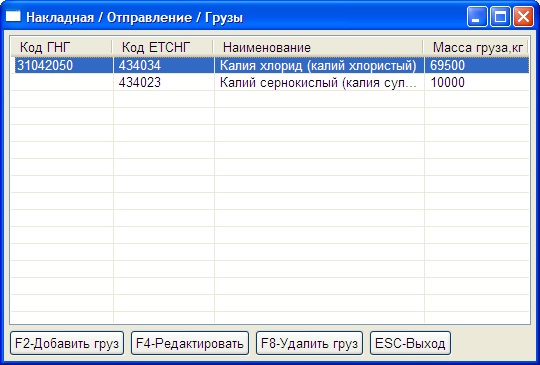 Накладная / Отправление / Грузы
Код ГНГ Код ЕТСНГ Наименование Масса груза,кг
31042050 434034 Калия хлорид (калий хлористый) 69500
434023 Калий сернокислый (калия сул... 10000
F2-Добавить груз F4-Редактировать F8-Удалить груз ESC-Выход